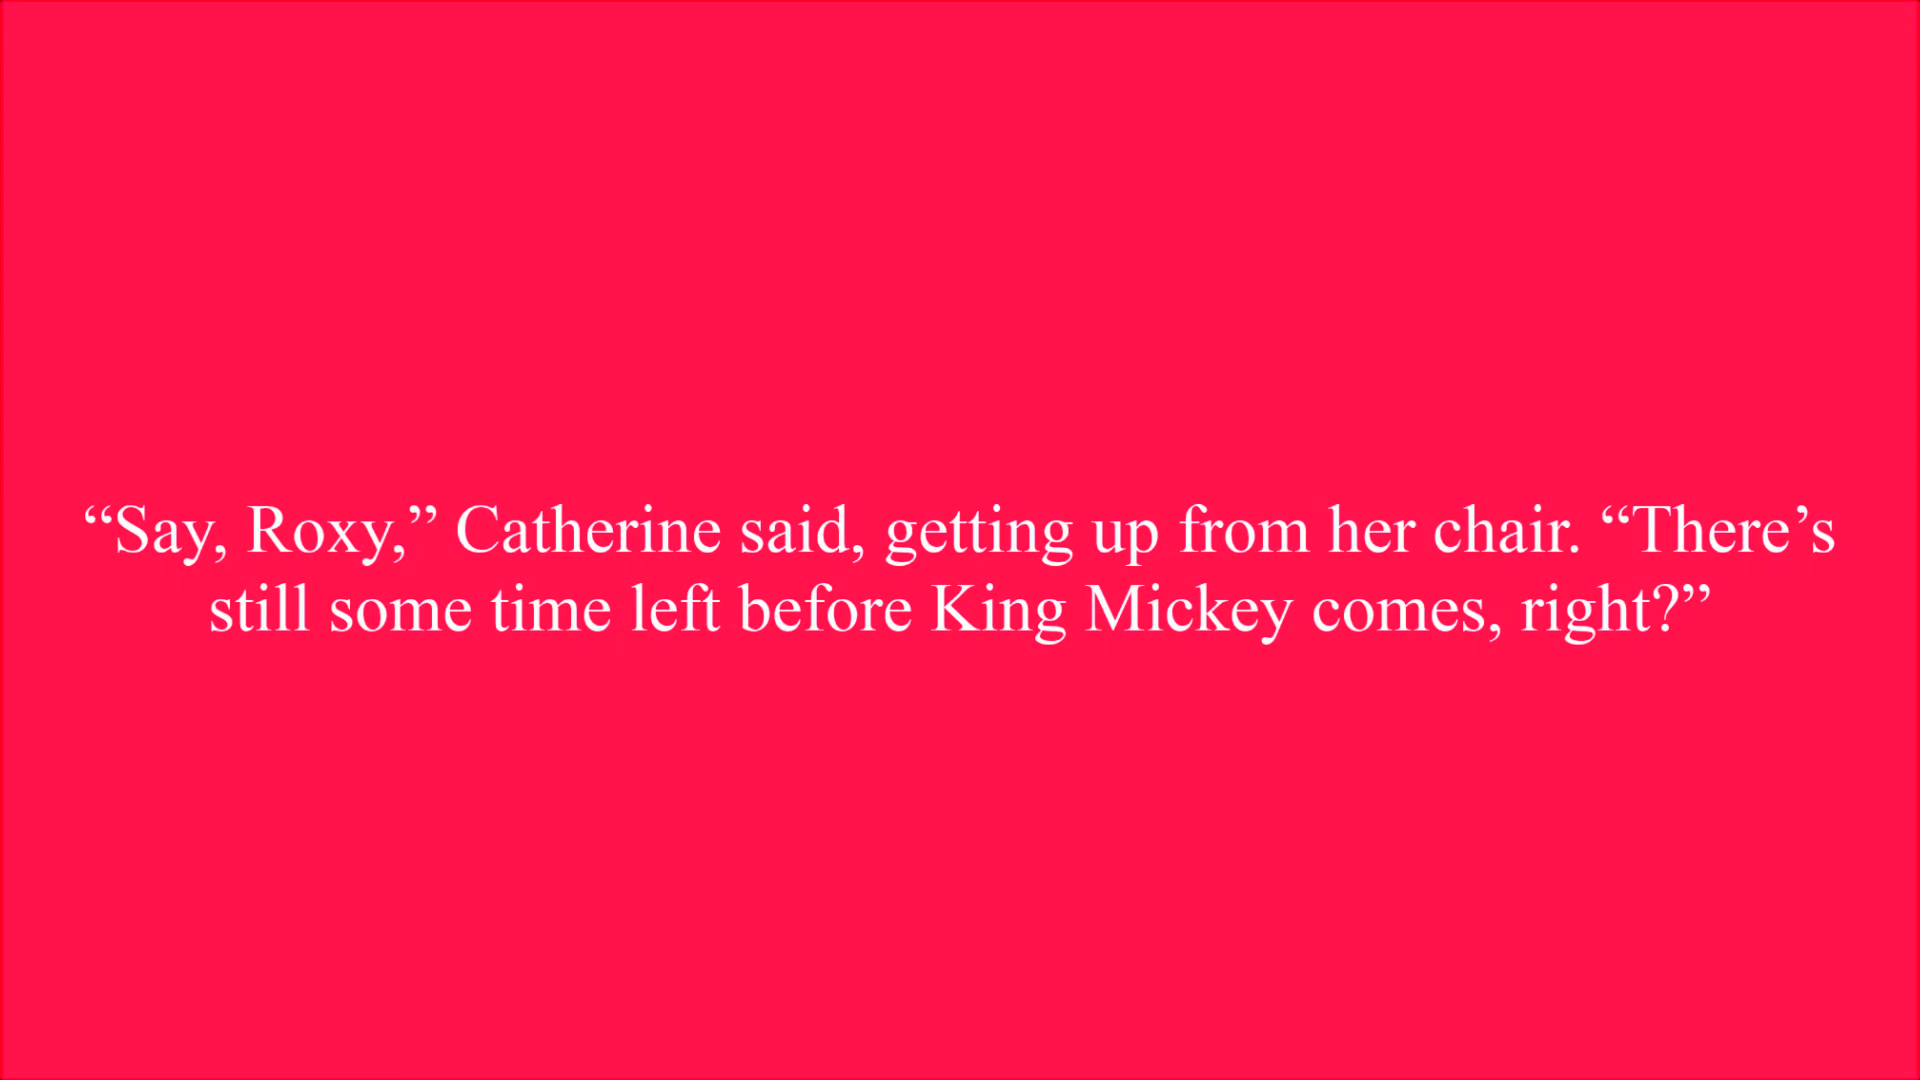 “Say, Roxy,” Catherine said, getting up from her chair. “There’s
still some time left before King Mickey comes, right?”